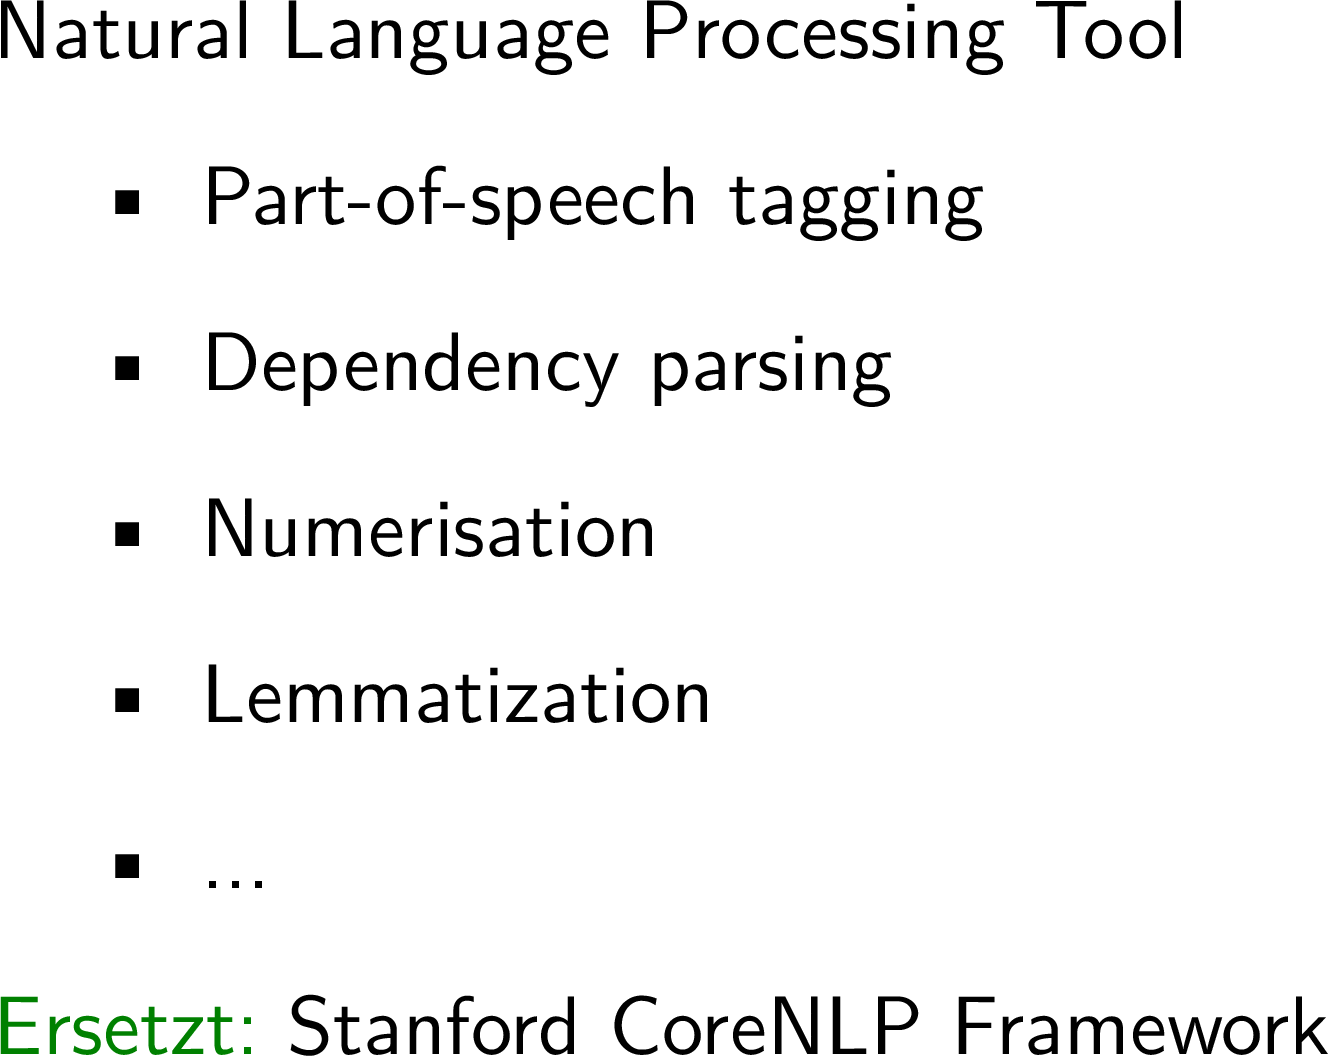 Natural Language Processing Tool
▪ Part-of-speech tagging
▪ Dependency parsing
▪ Numerisation
▪ Lemmatization
▪ ...
Ersetzt: Stanford CoreNLP Framework